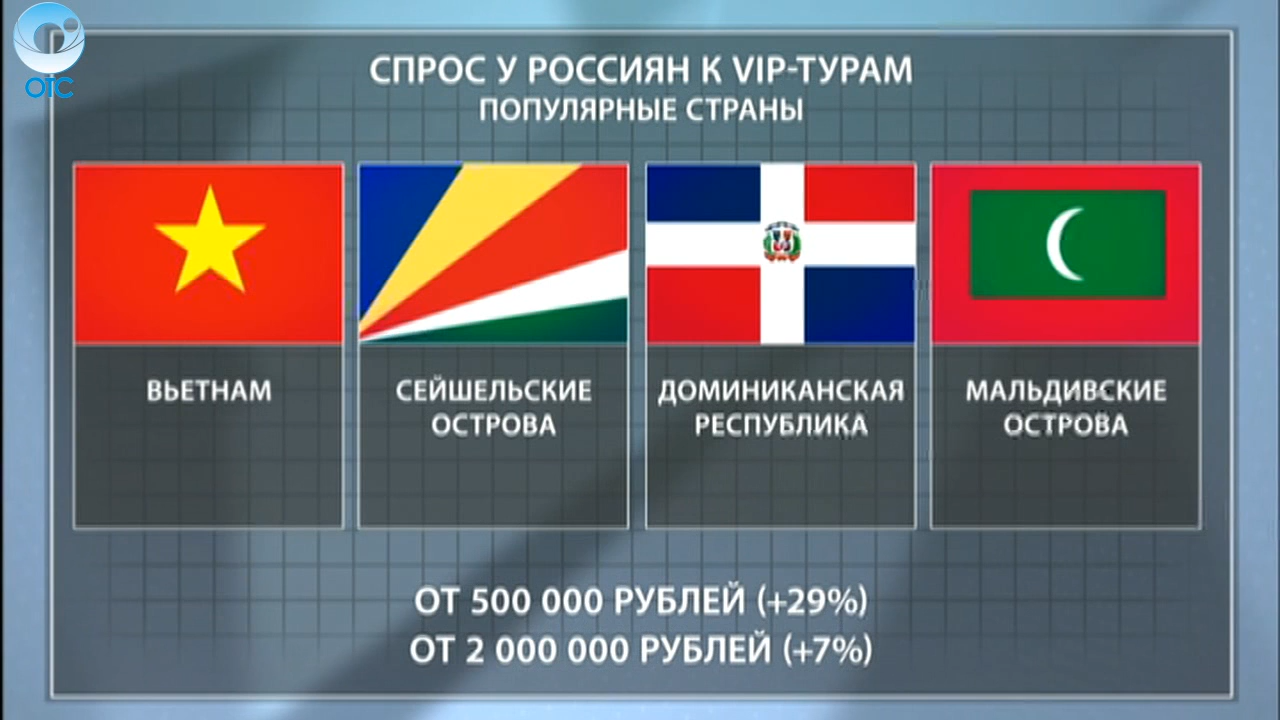 ОТС
СПРОС У РОССИЯН К VIP-ТУРАМ
ПОПУЛЯРНЫЕ СТРАНЫ
ВЬЕТНАМ
СЕЙШЕЛЬСКИЕ
ОСТРОВА
ДОМИНИКАНСКАЯ
РЕСПУБЛИКА
МАЛЬДИВСКИЕ
ОСТРОВА
ОТ 500 000 РУБЛЕЙ (+29%)
ОТ 2 000 000 РУБЛЕЙ (+7%)